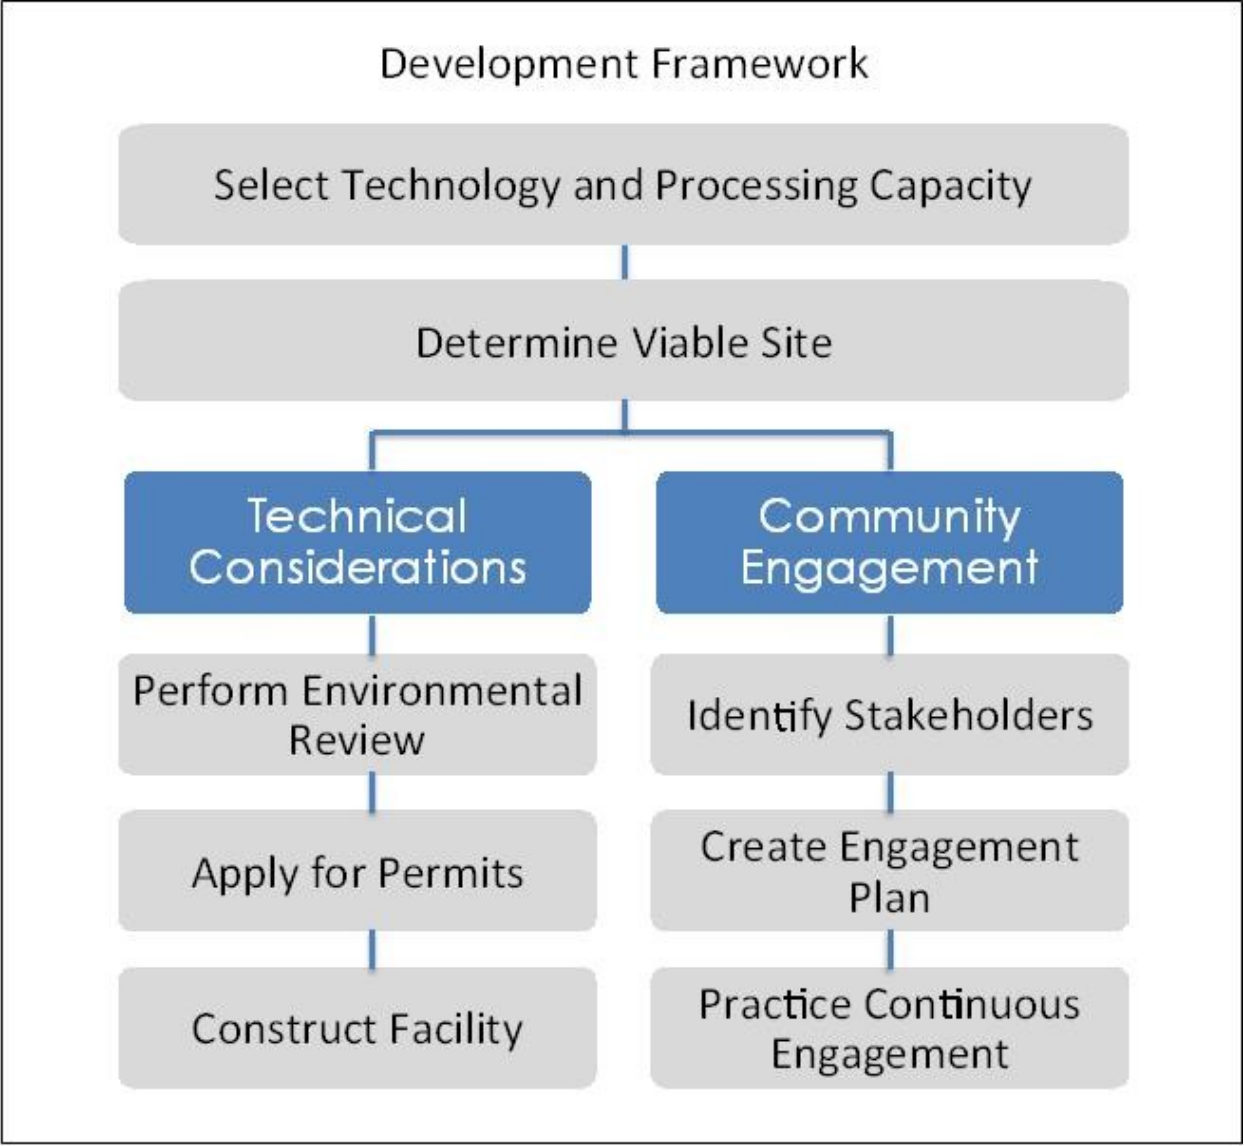 Development Framework
Select Technology and Processing Capacity
Determine Viable Site
Technical
Considerations
Community
Engagement
Perform Environmental
Review
Identify Stakeholders
Apply for Permits
Create Engagement
Plan
Construct Facility
Practice Continuous
Engagement